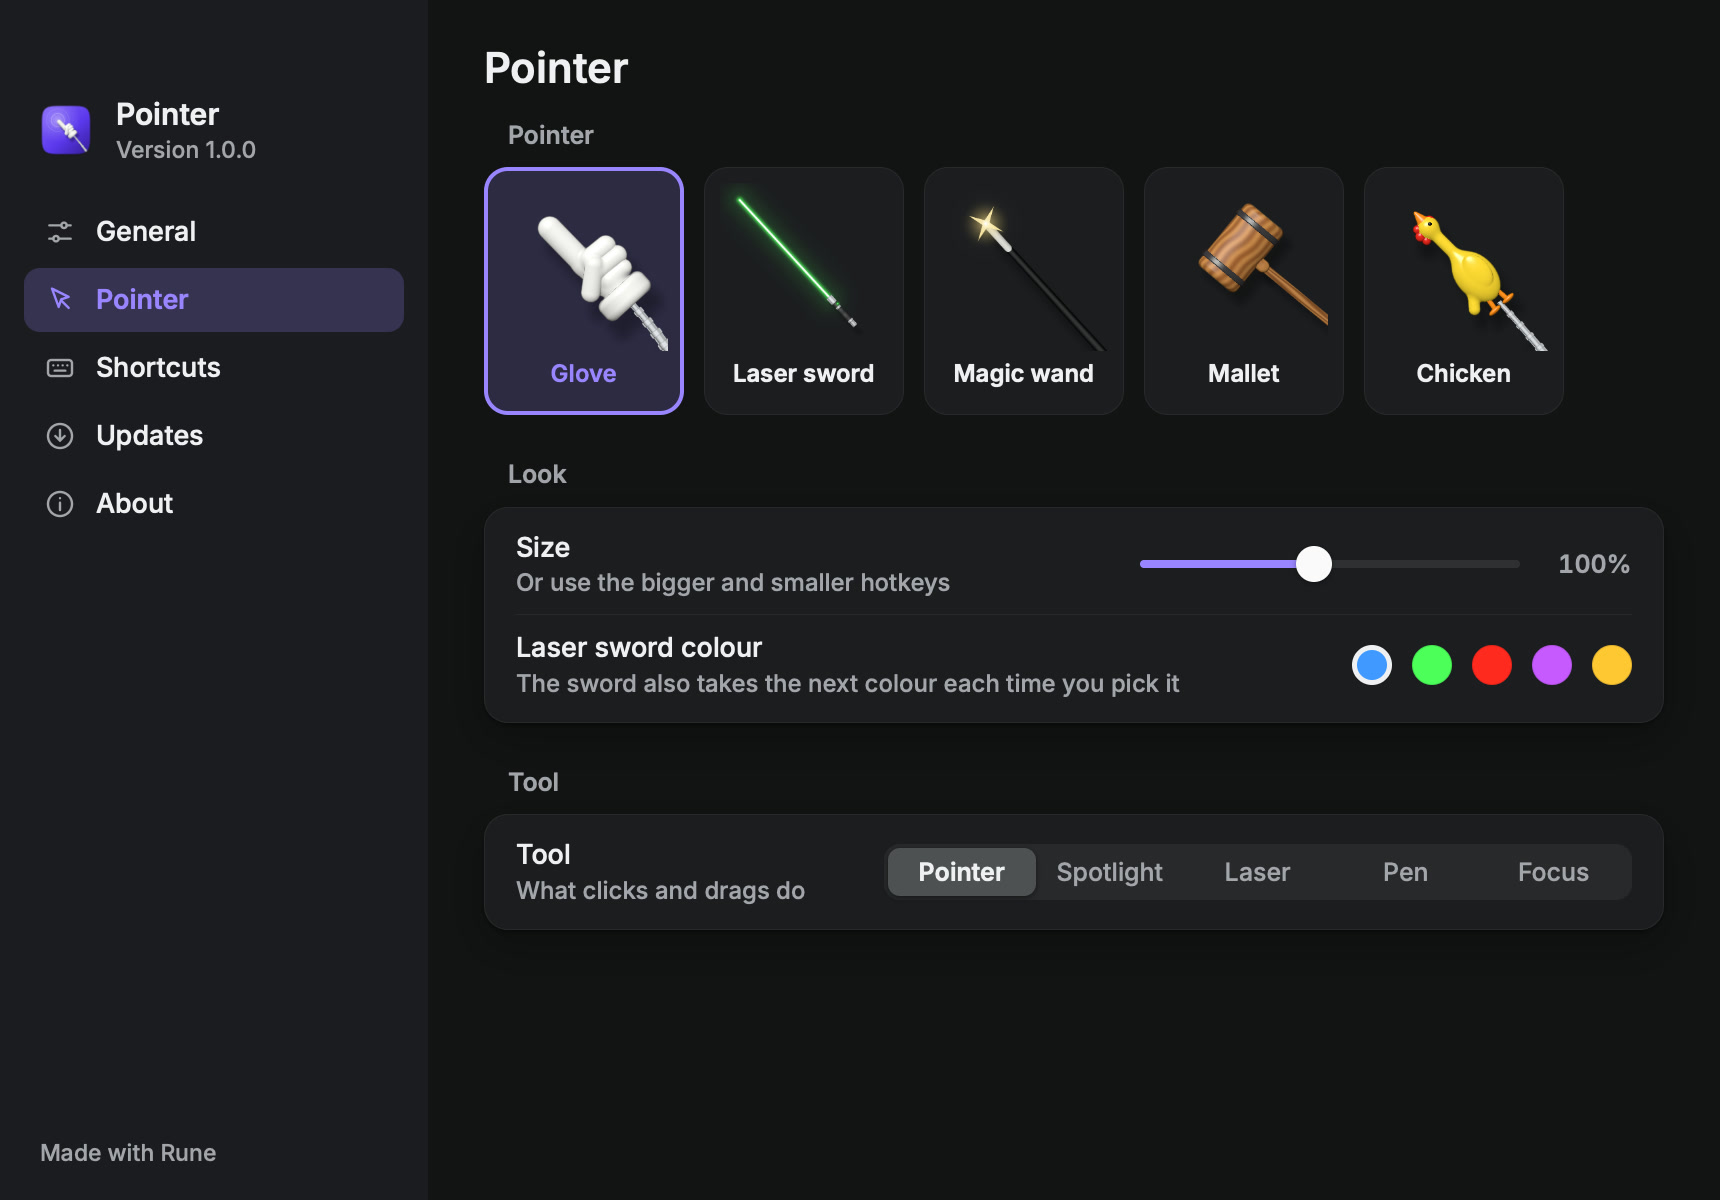 Pointer
Version 1.0.0
General
Pointer
Shortcuts
Updates
About
Made with Rune
Pointer
Pointer
Glove
Laser sword
Magic wand
Mallet
Chicken
Look
Size
Or use the bigger and smaller hotkeys
100%
Laser sword colour
The sword also takes the next colour each time you pick it
Tool
Tool
What clicks and drags do
Pointer
Spotlight
Laser
Pen
Focus